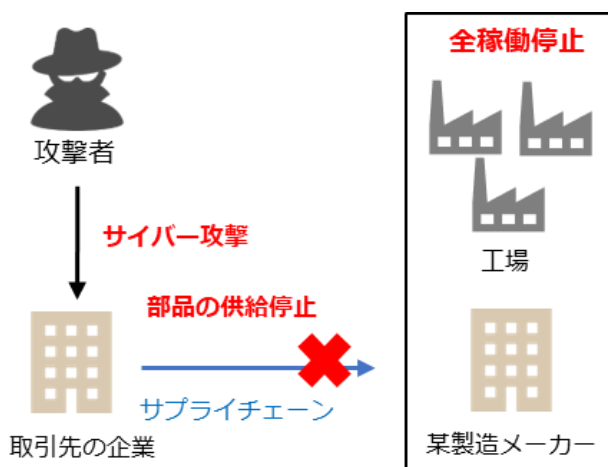 全稼働停止
攻撃者
サイバー攻撃
工場
部品の供給停止
サプライチェーン
取引先の企業
某製造メーカー